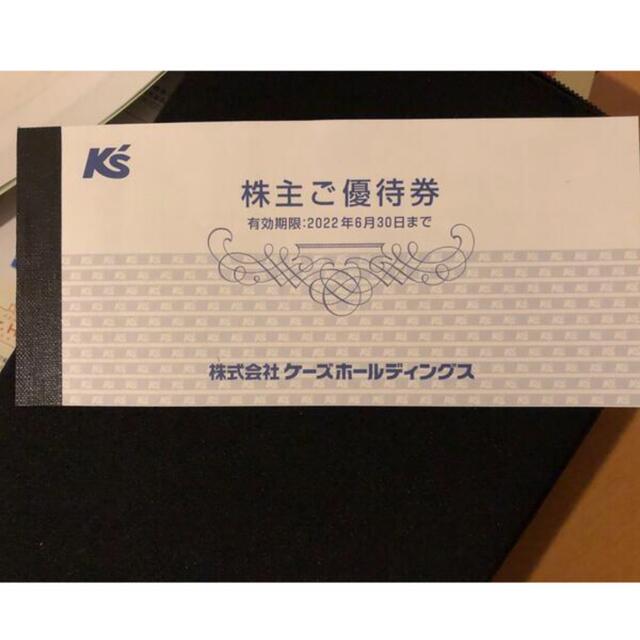 K's
株主ご優待券
有効期限:2022年6月30日まで
株式会社 ケーズホールディングス